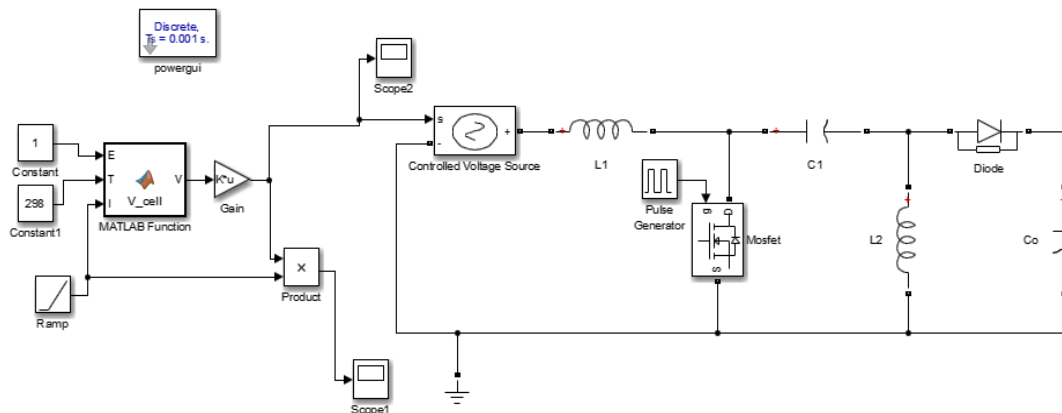 Discrete,
Ts = 0.001 s.
powergui
Scope2
1
Constant
298
Constant1
E
T
I
V
V_cell
MATLAB Function
K*u
Gain
Ramp
×
Product
Scope1
s
-
+
Controlled Voltage Source
L1
Pulse
Generator
g
D
S
Mosfet
C1
L2
Diode
Co